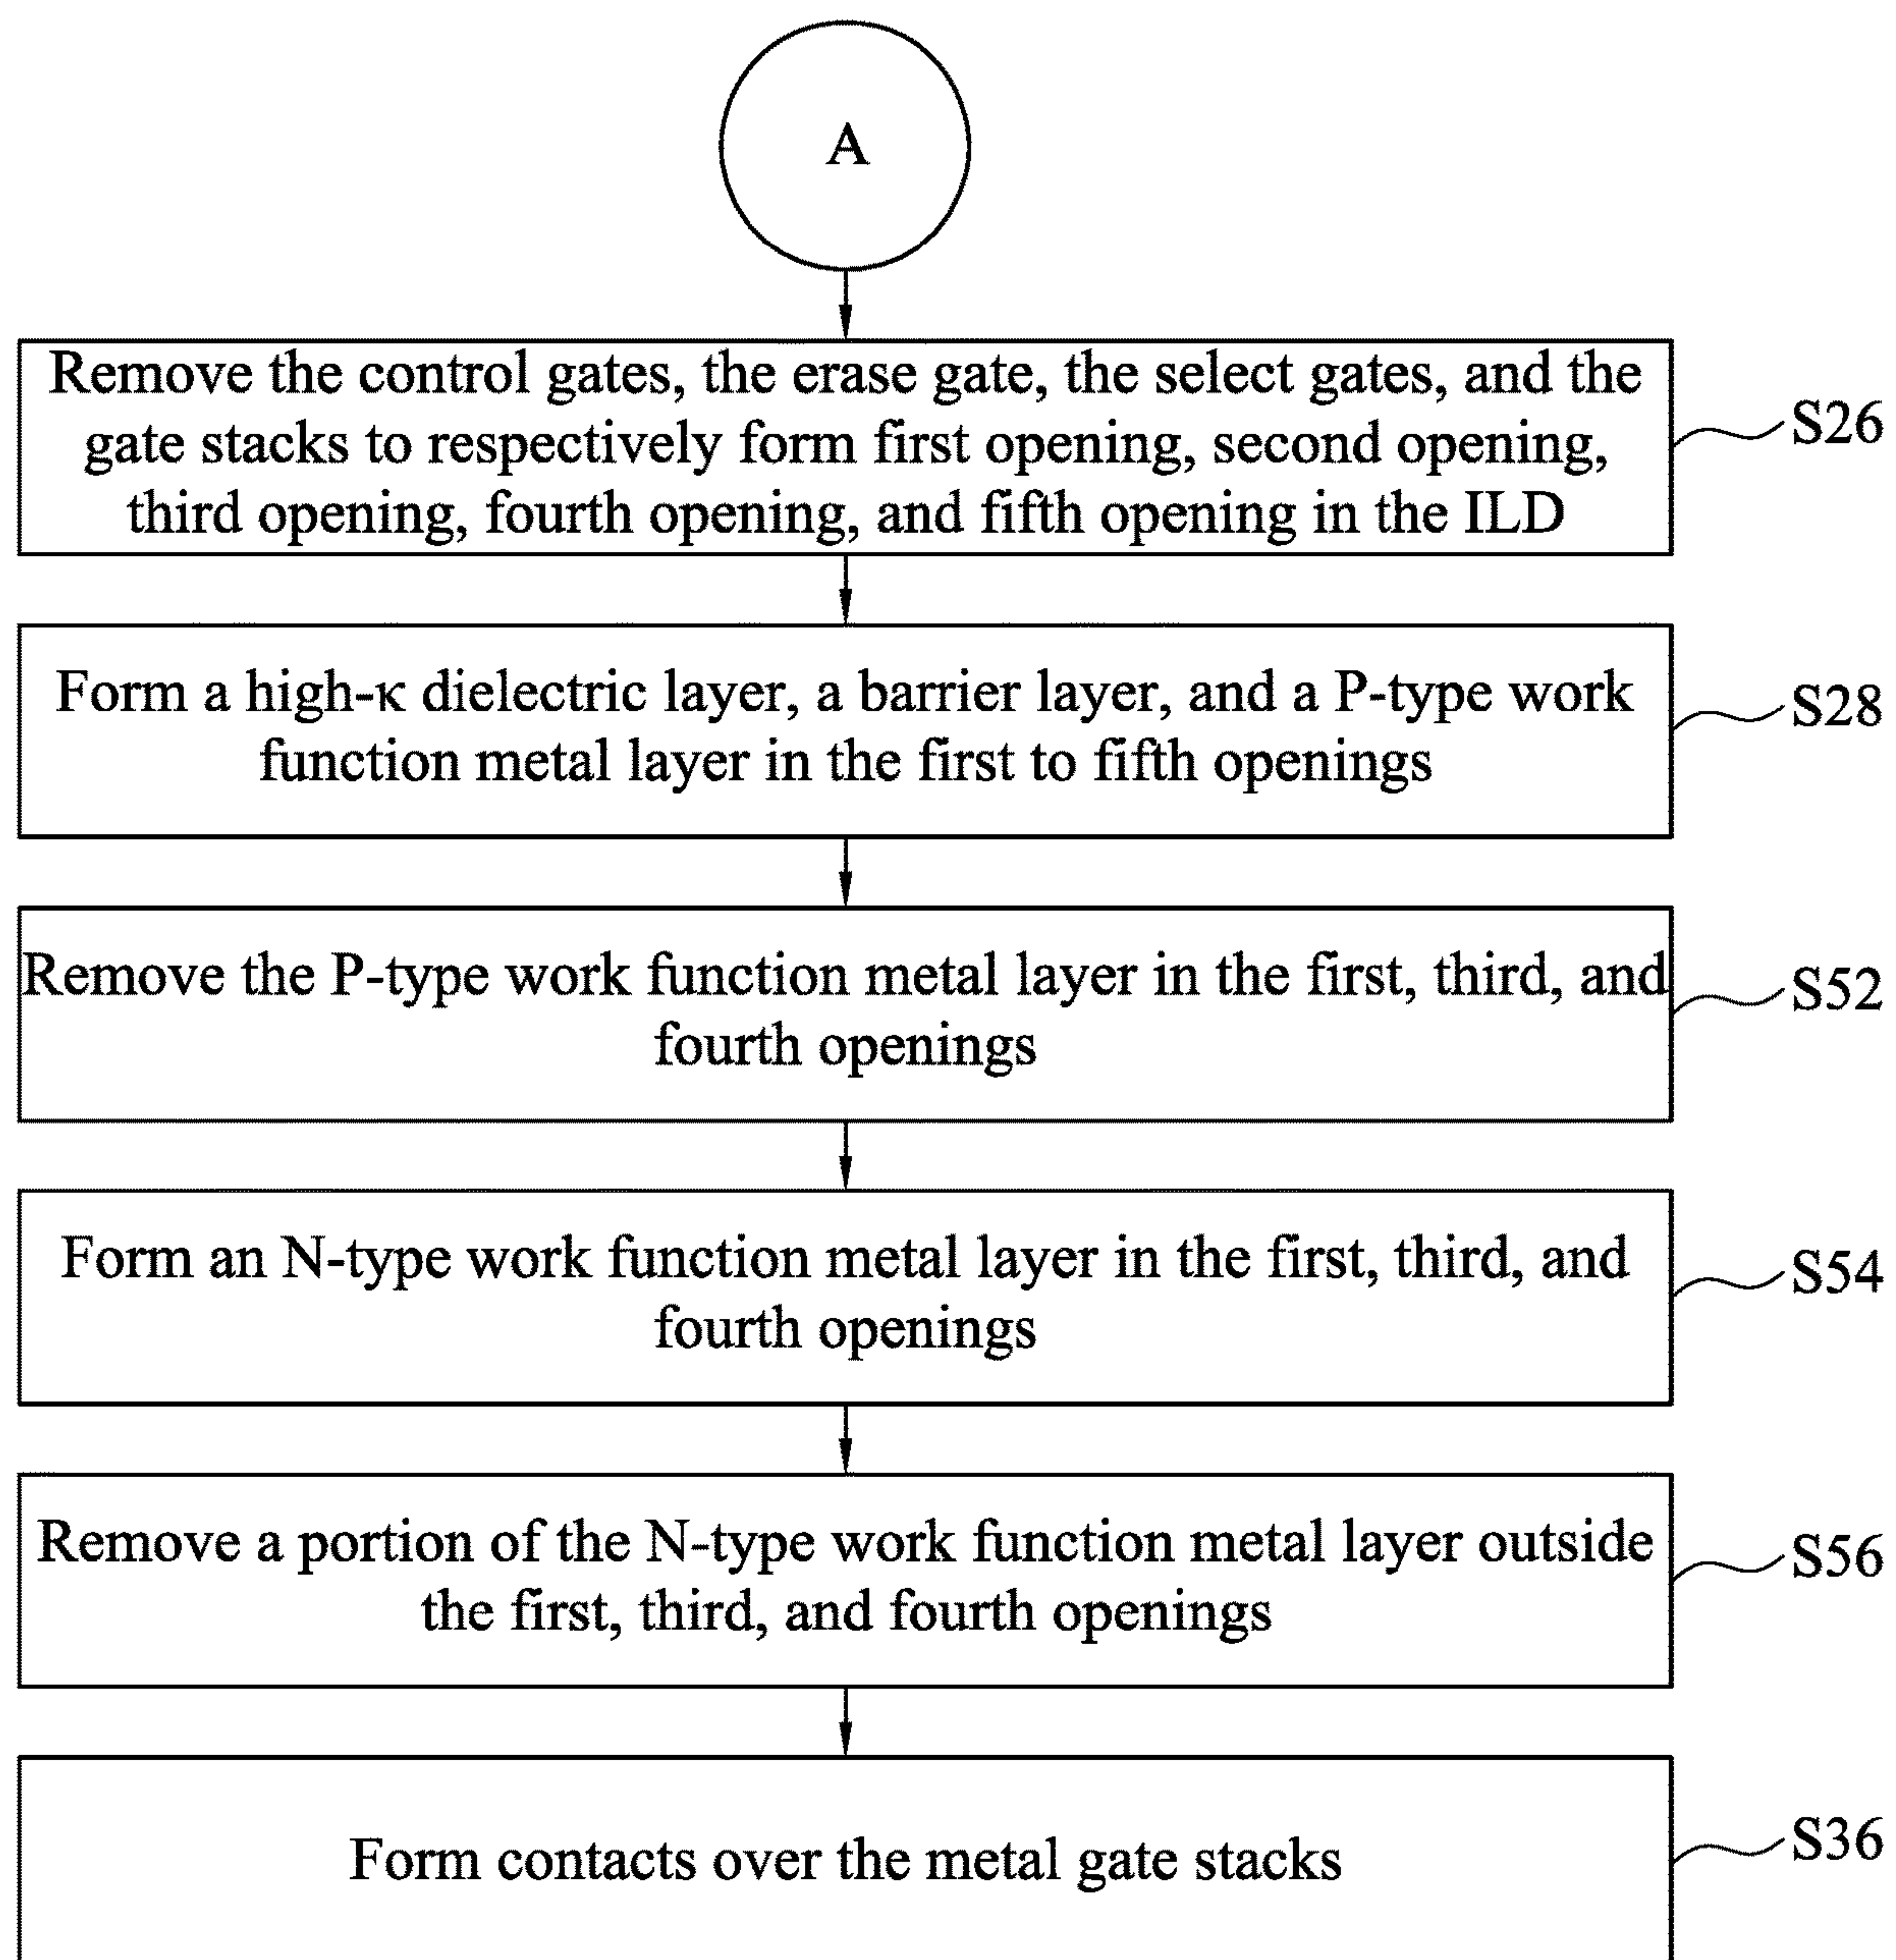 A
Remove the control gates, the erase gate, the select gates, and the
gate stacks to respectively form first opening, second opening,
third opening, fourth opening, and fifth opening in the ILD
S26
Form a high-κ dielectric layer, a barrier layer, and a P-type work
function metal layer in the first to fifth openings
S28
Remove the P-type work function metal layer in the first, third, and
fourth openings
S52
Form an N-type work function metal layer in the first, third, and
fourth openings
S54
Remove a portion of the N-type work function metal layer outside
the first, third, and fourth openings
S56
Form contacts over the metal gate stacks
S36